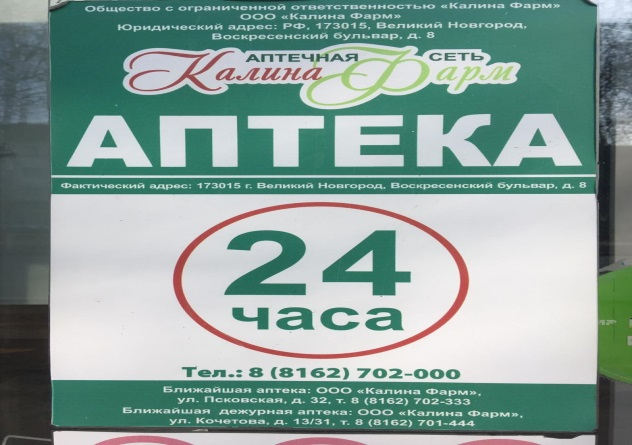 Общество с ограниченной ответственностью «Калина Фарм»
ООО «Калина Фарм»
Юридический адрес: РФ, 173015, Великий Новгород,
Воскресенский бульвар, д. 8
АПТЕЧНАЯ СЕТЬ
Калина Фарм
АПТЕКА
Фактический адрес: 173015 г. Великий Новгород, Воскресенский бульвар, д. 8
24
часа
Тел.: 8 (8162) 702-000
Ближайшая аптека: ООО «Калина Фарм»,
ул. Псковская, д. 32, т. 8 (8162) 702-333
Ближайшая дежурная аптека: ООО «Калина Фарм»,
ул. Кочетова, д. 13/31, т. 8 (8162) 701-444